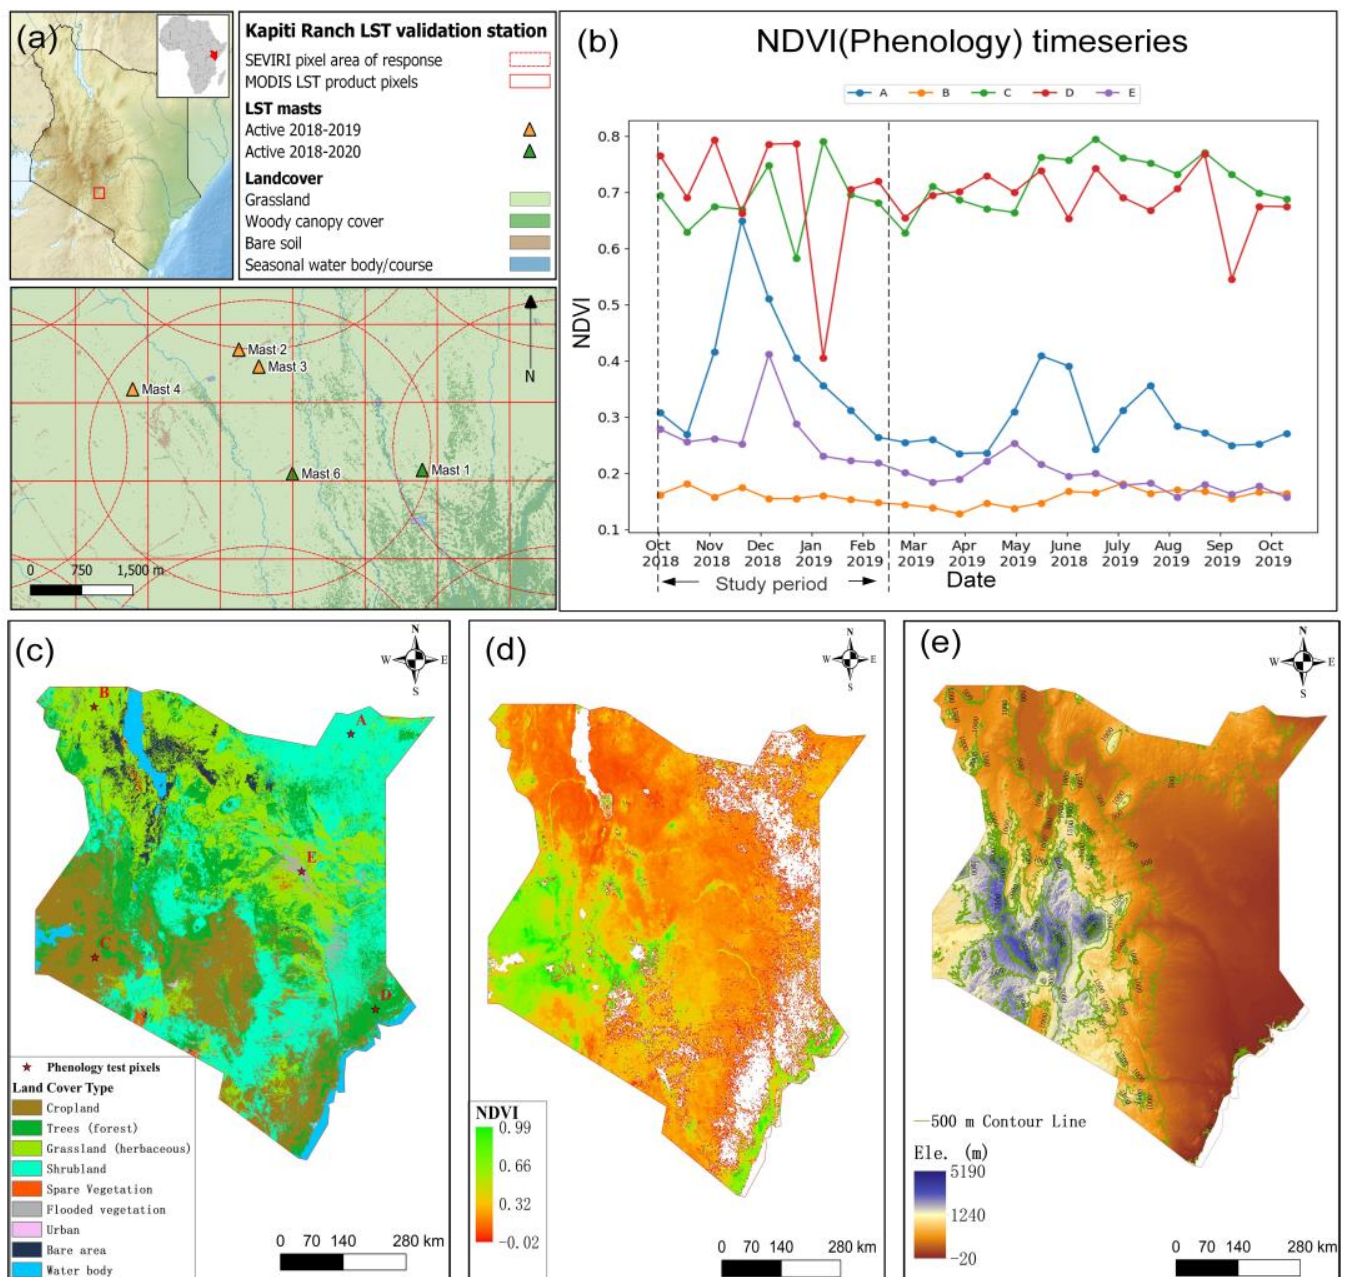 (a)
Kapiti Ranch LST validation station
SEVIRI pixel area of response
MODIS LST product pixels
LST masts
Active 2018-2019
Active 2018-2020
Landcover
Grassland
Woody canopy cover
Bare soil
Seasonal water body/course
Mast 2
Mast 3
Mast 4
Mast 6
Mast 1
N
0 750 1,500 m
(b)
NDVI(Phenology) timeseries
A B C D E
NDVI
0.8
0.7
0.6
0.5
0.4
0.3
0.2
0.1
Oct Nov Dec Jan Feb Mar Apr May June July Aug Sep Oct
2018 2018 2018 2019 2019 2019 2019 2019 2019 2019 2019 2019 2019
Study period
Date
(c)
N
W E
S
B
A
E
C
D
Phenology test pixels
Land Cover Type
Cropland
Trees (forest)
Grassland (herbaceous)
Shrubland
Spare Vegetation
Flooded vegetation
Urban
Bare area
Water body
0 70 140 280 km
(d)
N
W E
S
NDVI
0.99
0.66
0.32
-0.02
0 70 140 280 km
(e)
N
W E
S
500 m Contour Line
Ele. (m)
5190
1240
-20
0 70 140 280 km